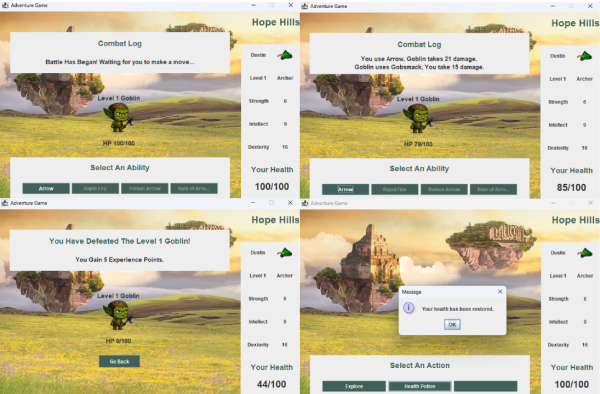 Adventure Game
Hope Hills
Combat Log
Battle Has Began! Waiting for you to make a move...
Dustin
Level 1 Archer
Level 1 Goblin
Strength 6
Intellect 9
HP 100/100
Dexterity 16
Select An Ability
Your Health
Arrow Rapid Fire Poison Arrow Rain of Arro...
100/100
Adventure Game
Hope Hills
Combat Log
You use Arrow, Goblin takes 21 damage.
Goblin uses Gobsmack, You take 15 damage.
Dustin
Level 1 Archer
Level 1 Goblin
Strength 6
Intellect 9
HP 79/100
Dexterity 16
Select An Ability
Your Health
Arrow Rapid Fire Poison Arrow Rain of Arro...
85/100
Adventure Game
Hope Hills
You Have Defeated The Level 1 Goblin!
You Gain 5 Experience Points.
Dustin
Level 1 Archer
Level 1 Goblin
Strength 6
Intellect 9
HP 0/100
Dexterity 16
Go Back
Your Health
44/100
Adventure Game
Hope Hills
Dustin
Level 1 Archer
Message
Your health has been restored.
OK
Strength 6
Intellect 9
Dexterity 16
Select An Action
Your Health
Explore Health Potion
100/100